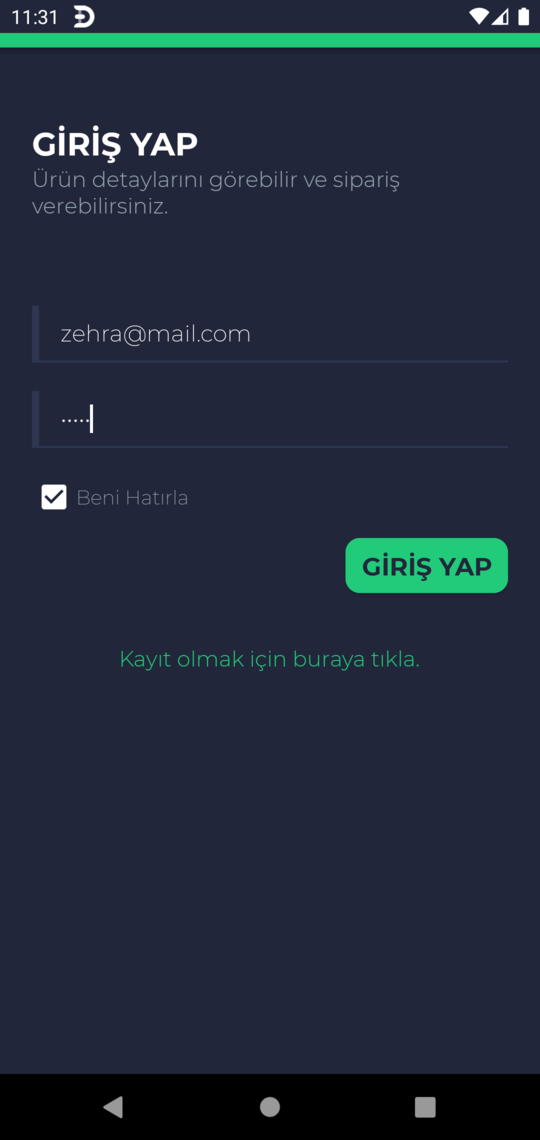 11:31
GİRİŞ YAP
Ürün detaylarını görebilir ve sipariş
verebilirsiniz.
zehra@mail.com
•••••
Beni Hatırla
GİRİŞ YAP
Kayıt olmak için buraya tıkla.